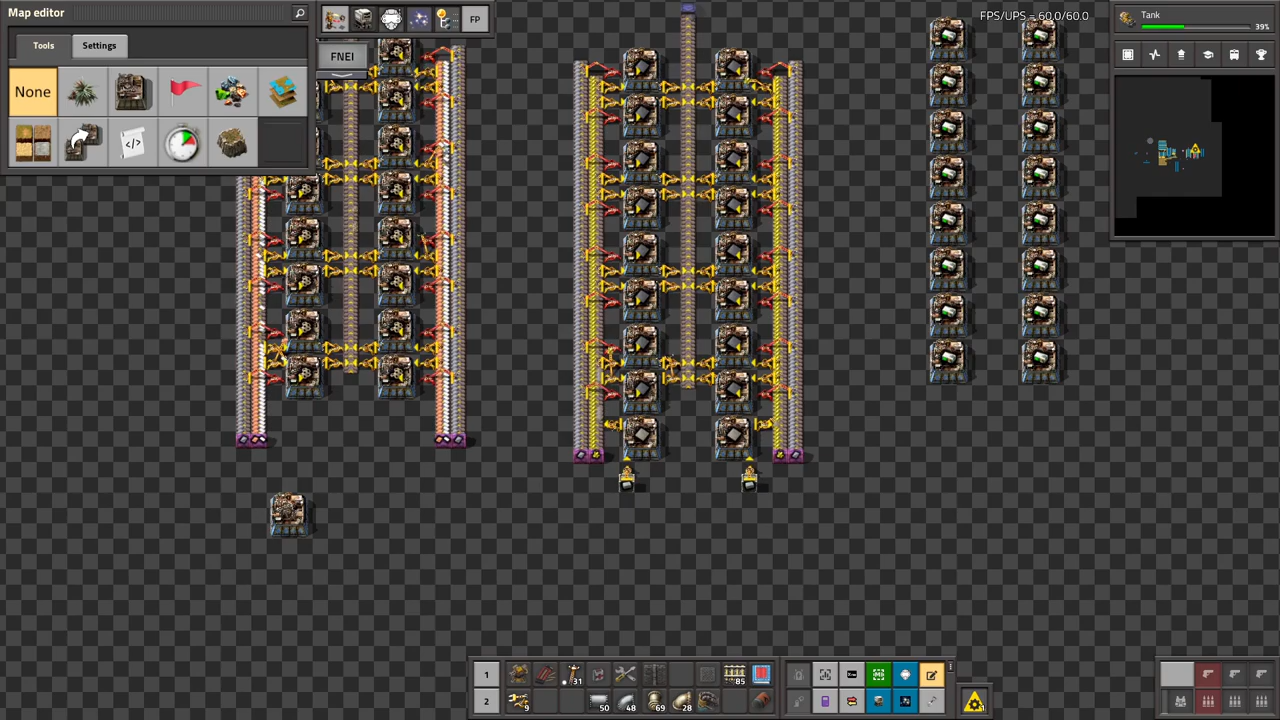 Map editor
FP
FPS/UPS = 60.0/60.0
Tank
39%
Tools
Settings
FNEI
None
</>
1
31
85
2
50
48
69
28